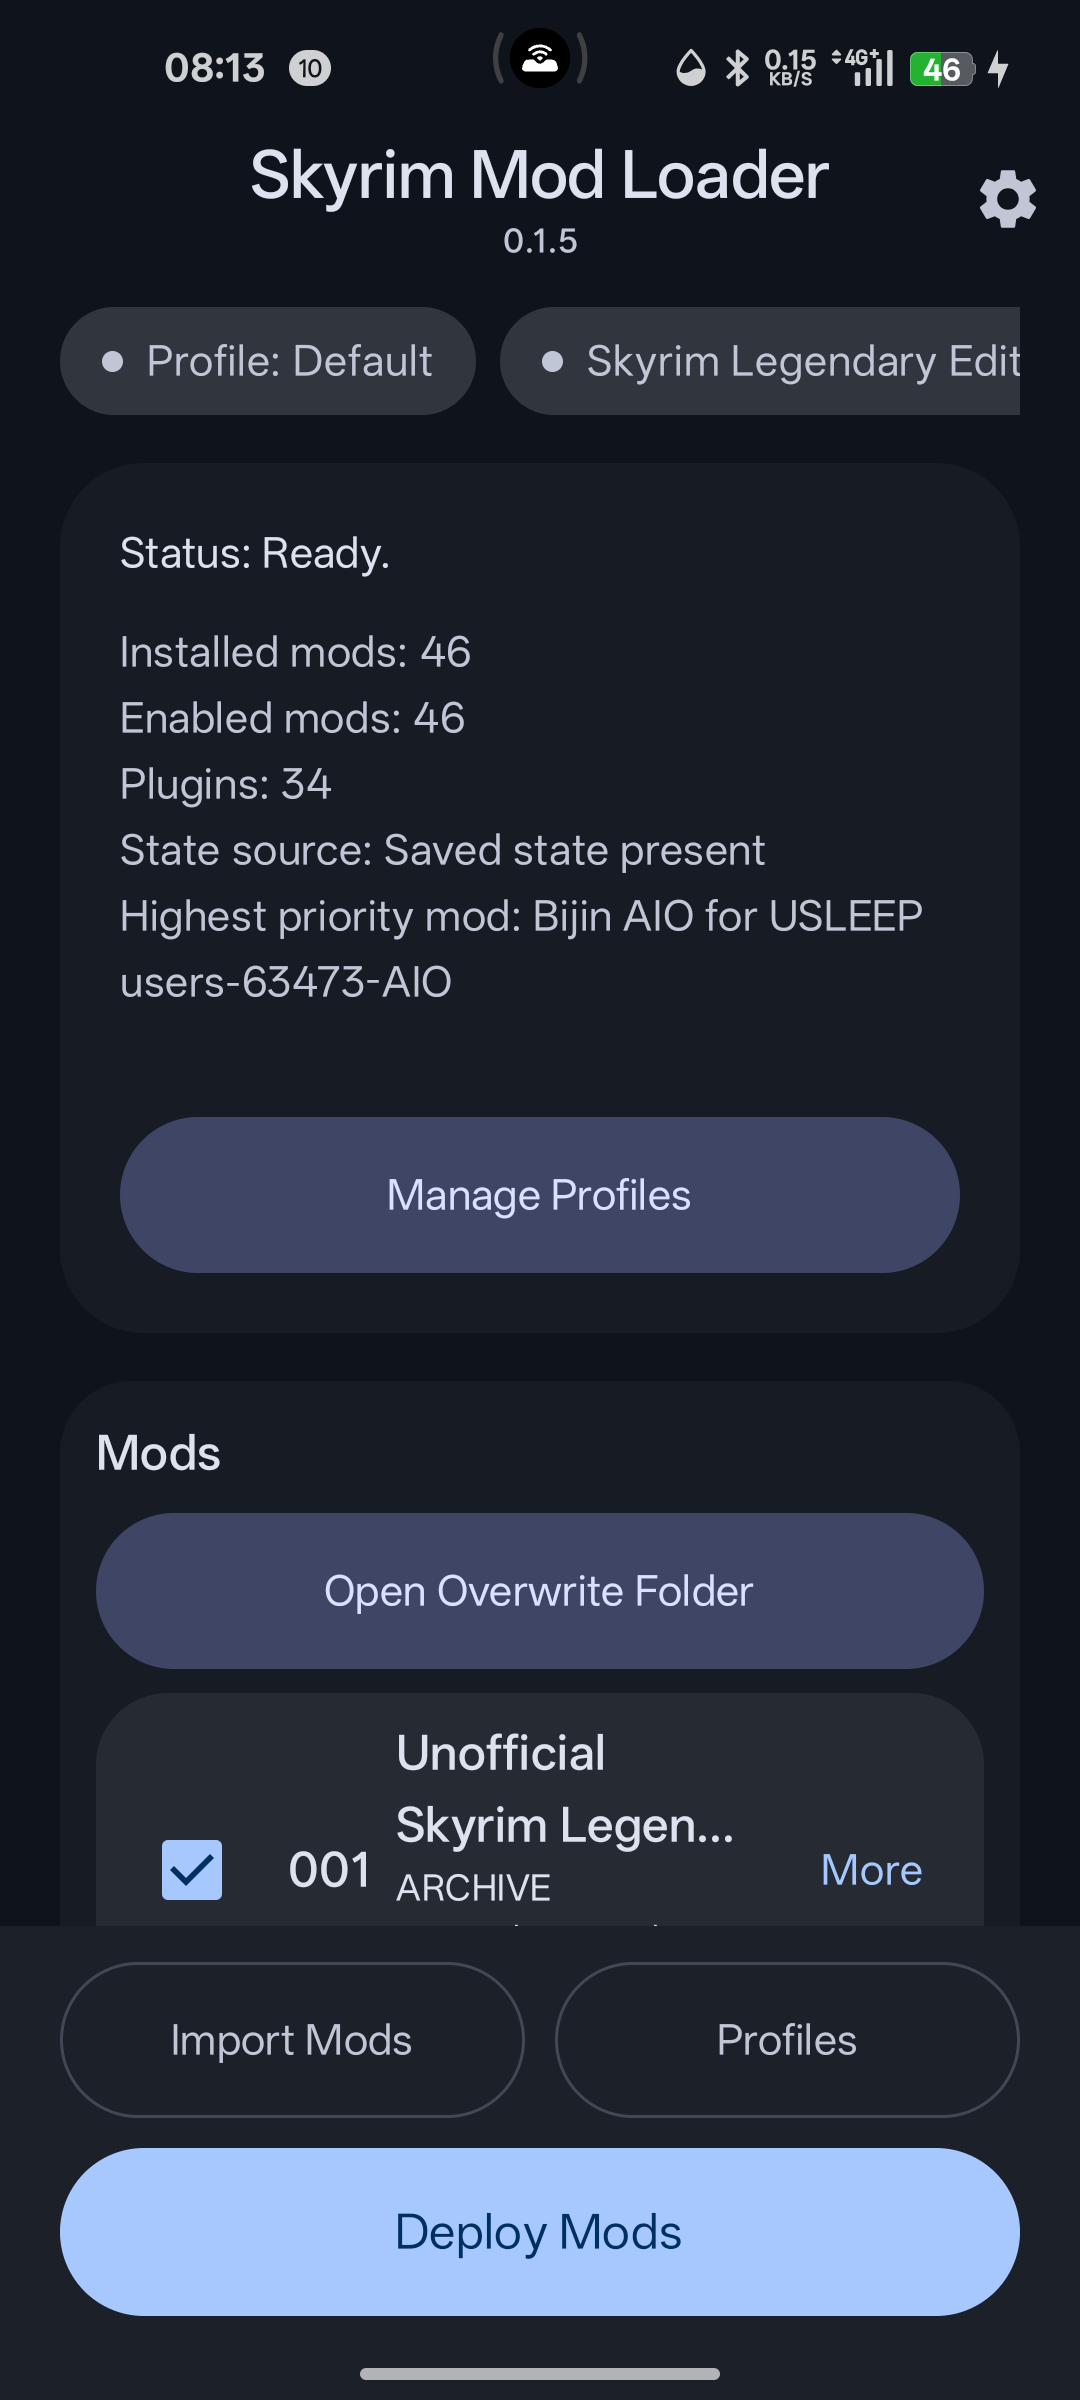 08:13
10
0.15
KB/S
4G+
46
Skyrim Mod Loader
0.1.5
Profile: Default
Skyrim Legendary Edit
Status: Ready.
Installed mods: 46
Enabled mods: 46
Plugins: 34
State source: Saved state present
Highest priority mod: Bijin AIO for USLEEP
users-63473-AIO
Manage Profiles
Mods
Open Overwrite Folder
Unofficial
Skyrim Legen...
001
ARCHIVE
More
Import Mods
Profiles
Deploy Mods